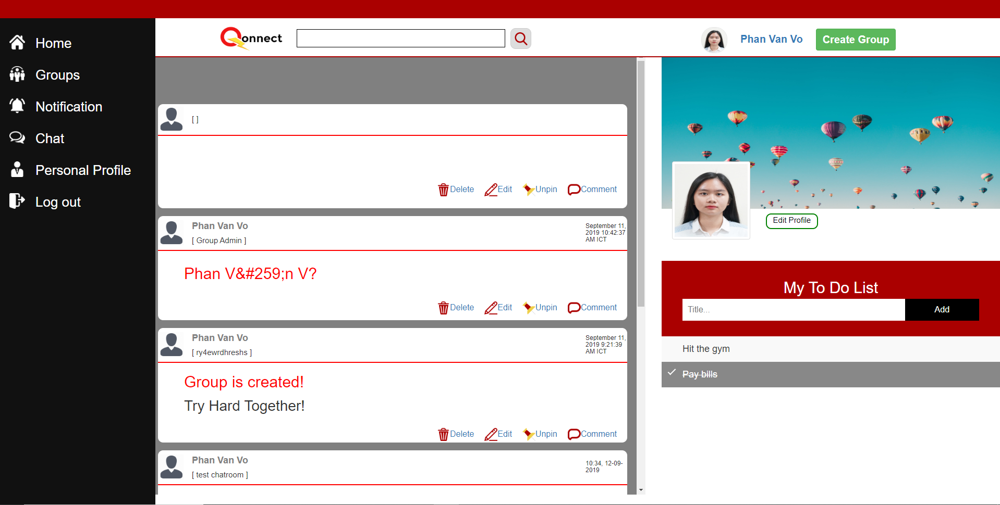 Home
Groups
Notification
Chat
Personal Profile
Log out
Qonnect
Phan Van Vo
Create Group
[ ]
Delete Edit Unpin Comment
Phan Van Vo
[ Group Admin ]
September 11,
2019 10:42:37
AM ICT
Phan V&#259;n V?
Delete Edit Unpin Comment
Phan Van Vo
[ ry4ewrdhreshs ]
September 11,
2019 9:21:39
AM ICT
Group is created!
Try Hard Together!
Delete Edit Unpin Comment
Phan Van Vo
[ test chatroom ]
10:34, 12-09-
2019
Edit Profile
My To Do List
Title...
Add
Hit the gym
Pay bills